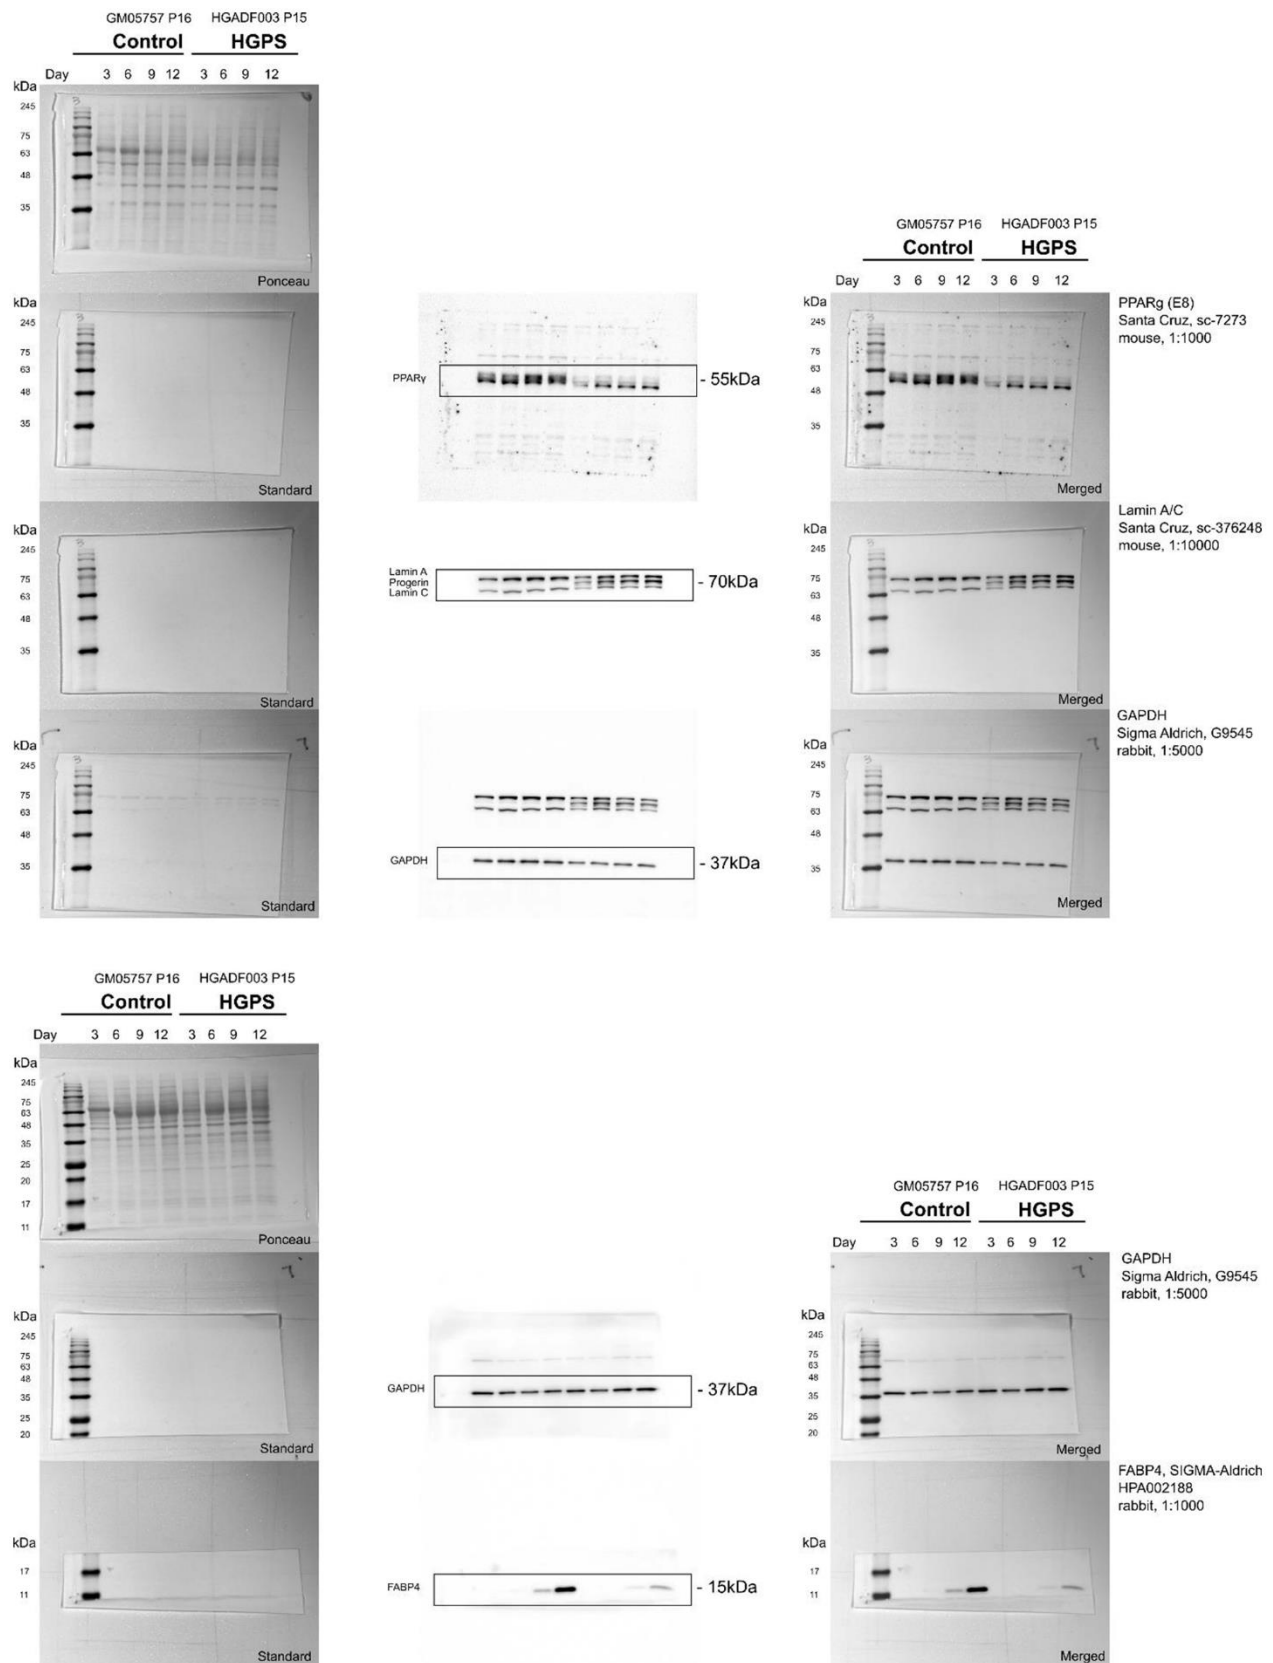 GM05757 P16 HGADF003 P15
Control HGPS
Day 3 6 9 12 3 6 9 12
kDa
245
75
63
48
35
Ponceau
GM05757 P16 HGADF003 P15
Control HGPS
Day 3 6 9 12 3 6 9 12
kDa
245
75
63
48
35
Standard
PPARγ
- 55kDa
kDa
245
75
63
48
35
Merged
PPARg (E8)
Santa Cruz, sc-7273
mouse, 1:1000
kDa
245
75
63
48
35
Standard
Lamin A
Progerin
Lamin C
- 70kDa
kDa
245
75
63
48
35
Merged
Lamin A/C
Santa Cruz, sc-376248
mouse, 1:10000
kDa
245
75
63
48
35
Standard
GAPDH
- 37kDa
kDa
245
75
63
48
35
Merged
GAPDH
Sigma Aldrich, G9545
rabbit, 1:5000
GM05757 P16 HGADF003 P15
Control HGPS
Day 3 6 9 12 3 6 9 12
kDa
245
75
63
48
35
25
20
17
11
Ponceau
GM05757 P16 HGADF003 P15
Control HGPS
Day 3 6 9 12 3 6 9 12
kDa
245
75
63
48
35
25
20
Standard
GAPDH
- 37kDa
kDa
245
75
63
48
35
25
20
Merged
GAPDH
Sigma Aldrich, G9545
rabbit, 1:5000
kDa
17
11
Standard
FABP4
- 15kDa
kDa
17
11
Merged
FABP4, SIGMA-Aldrich
HPA002188
rabbit, 1:1000